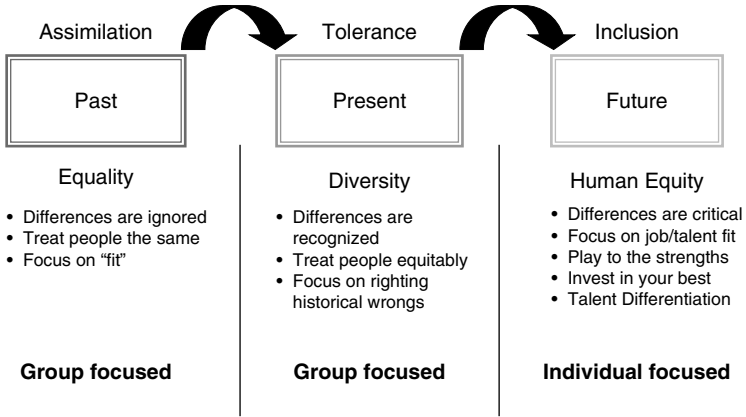 Assimilation
Tolerance
Inclusion
Past
Present
Future
Equality
• Differences are ignored
• Treat people the same
• Focus on “fit”
Group focused
Diversity
• Differences are
recognized
• Treat people equitably
• Focus on righting
historical wrongs
Group focused
Human Equity
• Differences are critical
• Focus on job/talent fit
• Play to the strengths
• Invest in your best
• Talent Differentiation
Individual focused